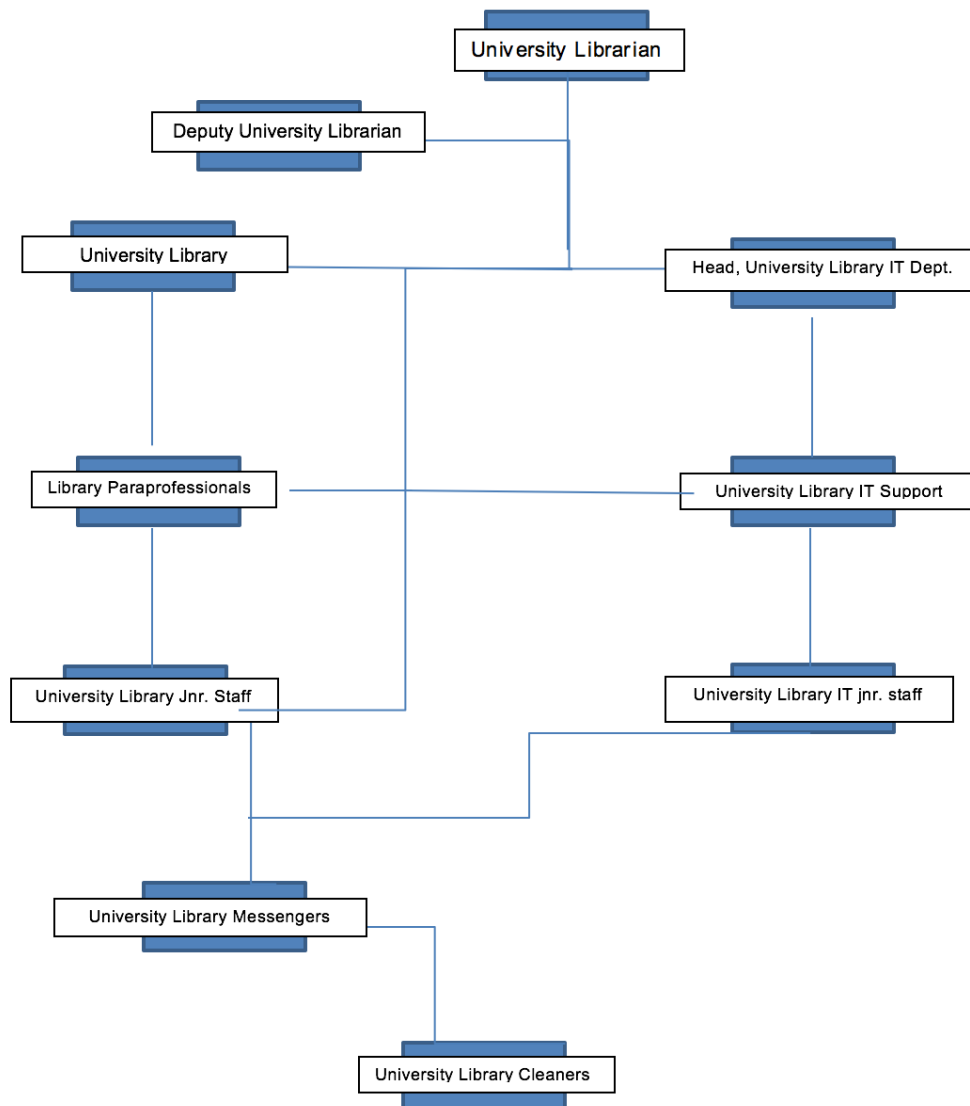 University Librarian
Deputy University Librarian
University Library
Head, University Library IT Dept.
Library Paraprofessionals
University Library IT Support
University Library Jnr. Staff
University Library IT jnr. staff
University Library Messengers
University Library Cleaners